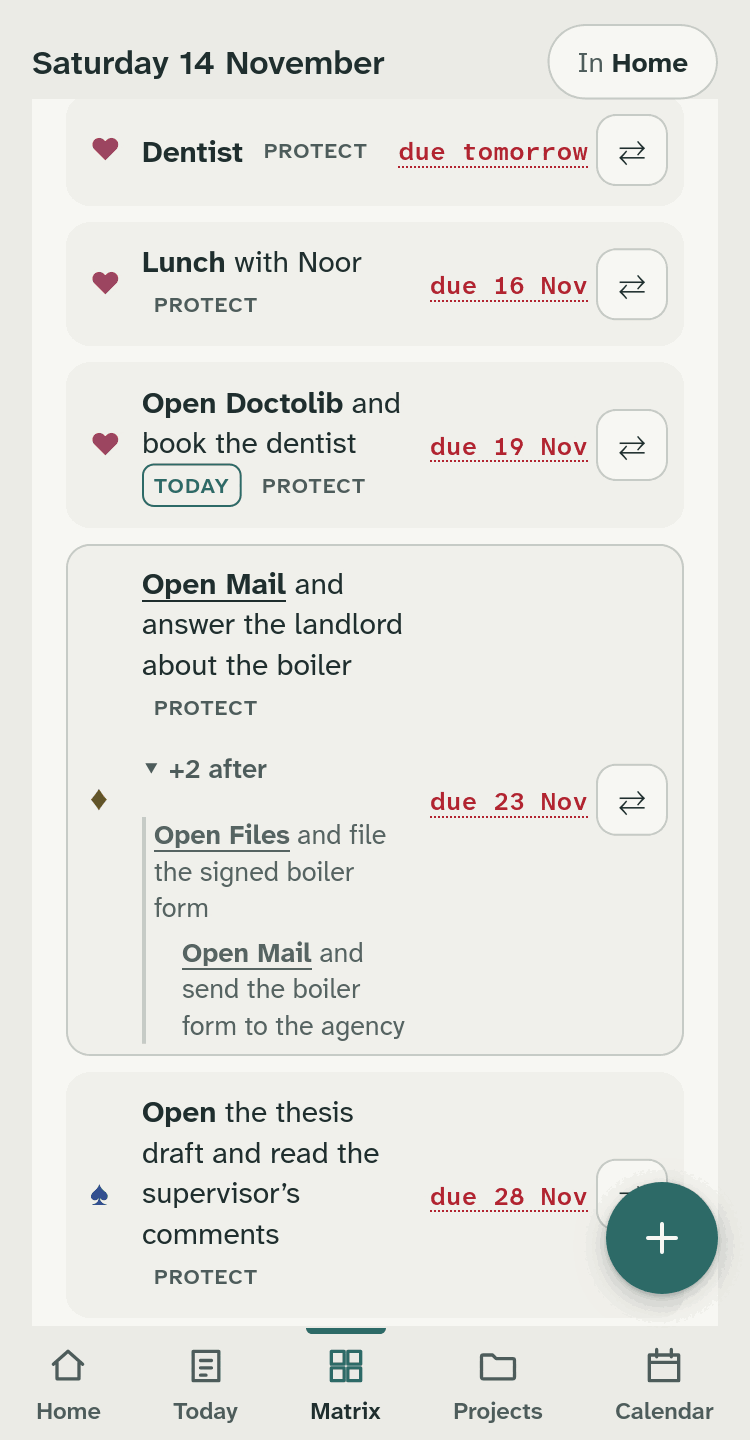 Saturday 14 November
In Home
Dentist PROTECT due tomorrow
Lunch with Noor
PROTECT
due 16 Nov
Open Doctolib and
book the dentist
TODAY PROTECT
due 19 Nov
Open Mail and
answer the landlord
about the boiler
PROTECT
+2 after
due 23 Nov
Open Files and file
the signed boiler
form
Open Mail and
send the boiler
form to the agency
Open the thesis
draft and read the
supervisor’s
comments
PROTECT
due 28 Nov
Home Today Matrix Projects Calendar